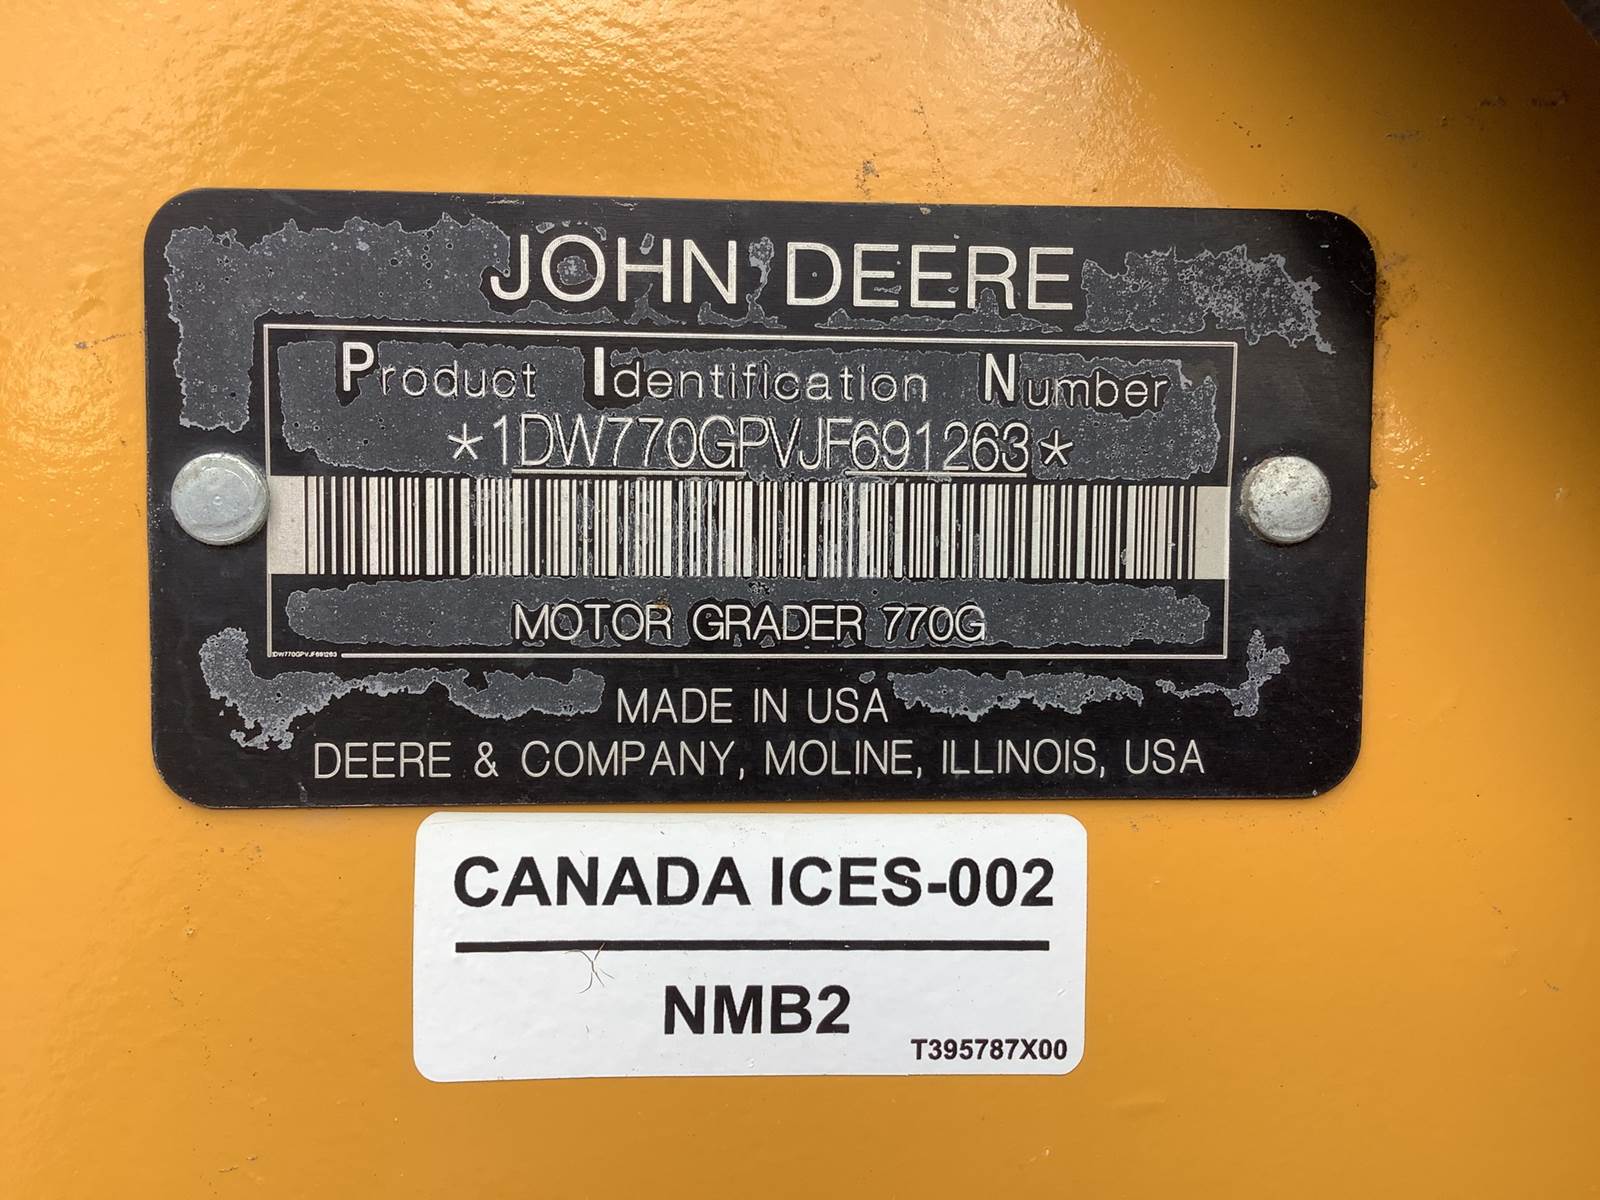 JOHN DEERE
Product Identification Number
*1DW770GPVJF691263*
MOTOR GRADER 770G
1DW770GPVJF691263
MADE IN USA
DEERE & COMPANY, MOLINE, ILLINOIS, USA
CANADA ICES-002
NMB2
T395787X00